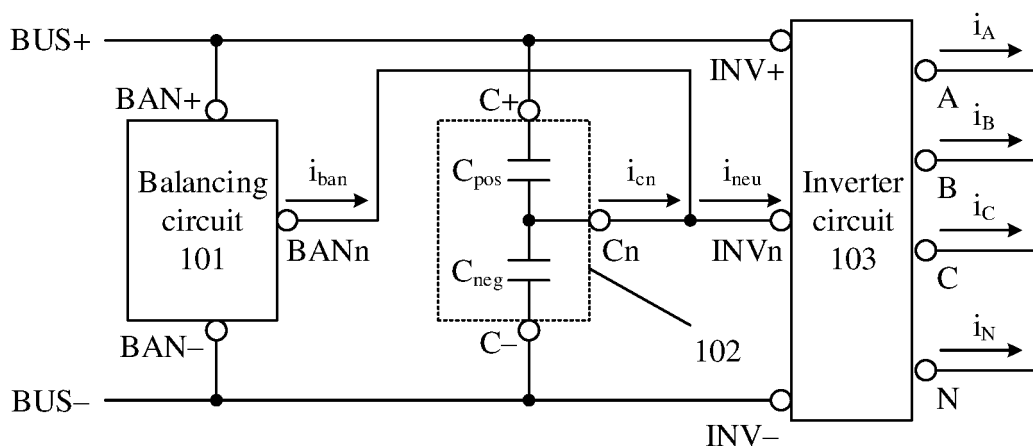 BUS+
BAN+
Balancing
circuit
101
i_ban
BANn
BAN–
BUS–
C+
C_pos
C_neg
C–
i_cn
Cn
102
i_neu
INV+
INVn
INV–
Inverter
circuit
103
i_A
A
i_B
B
i_C
C
i_N
N